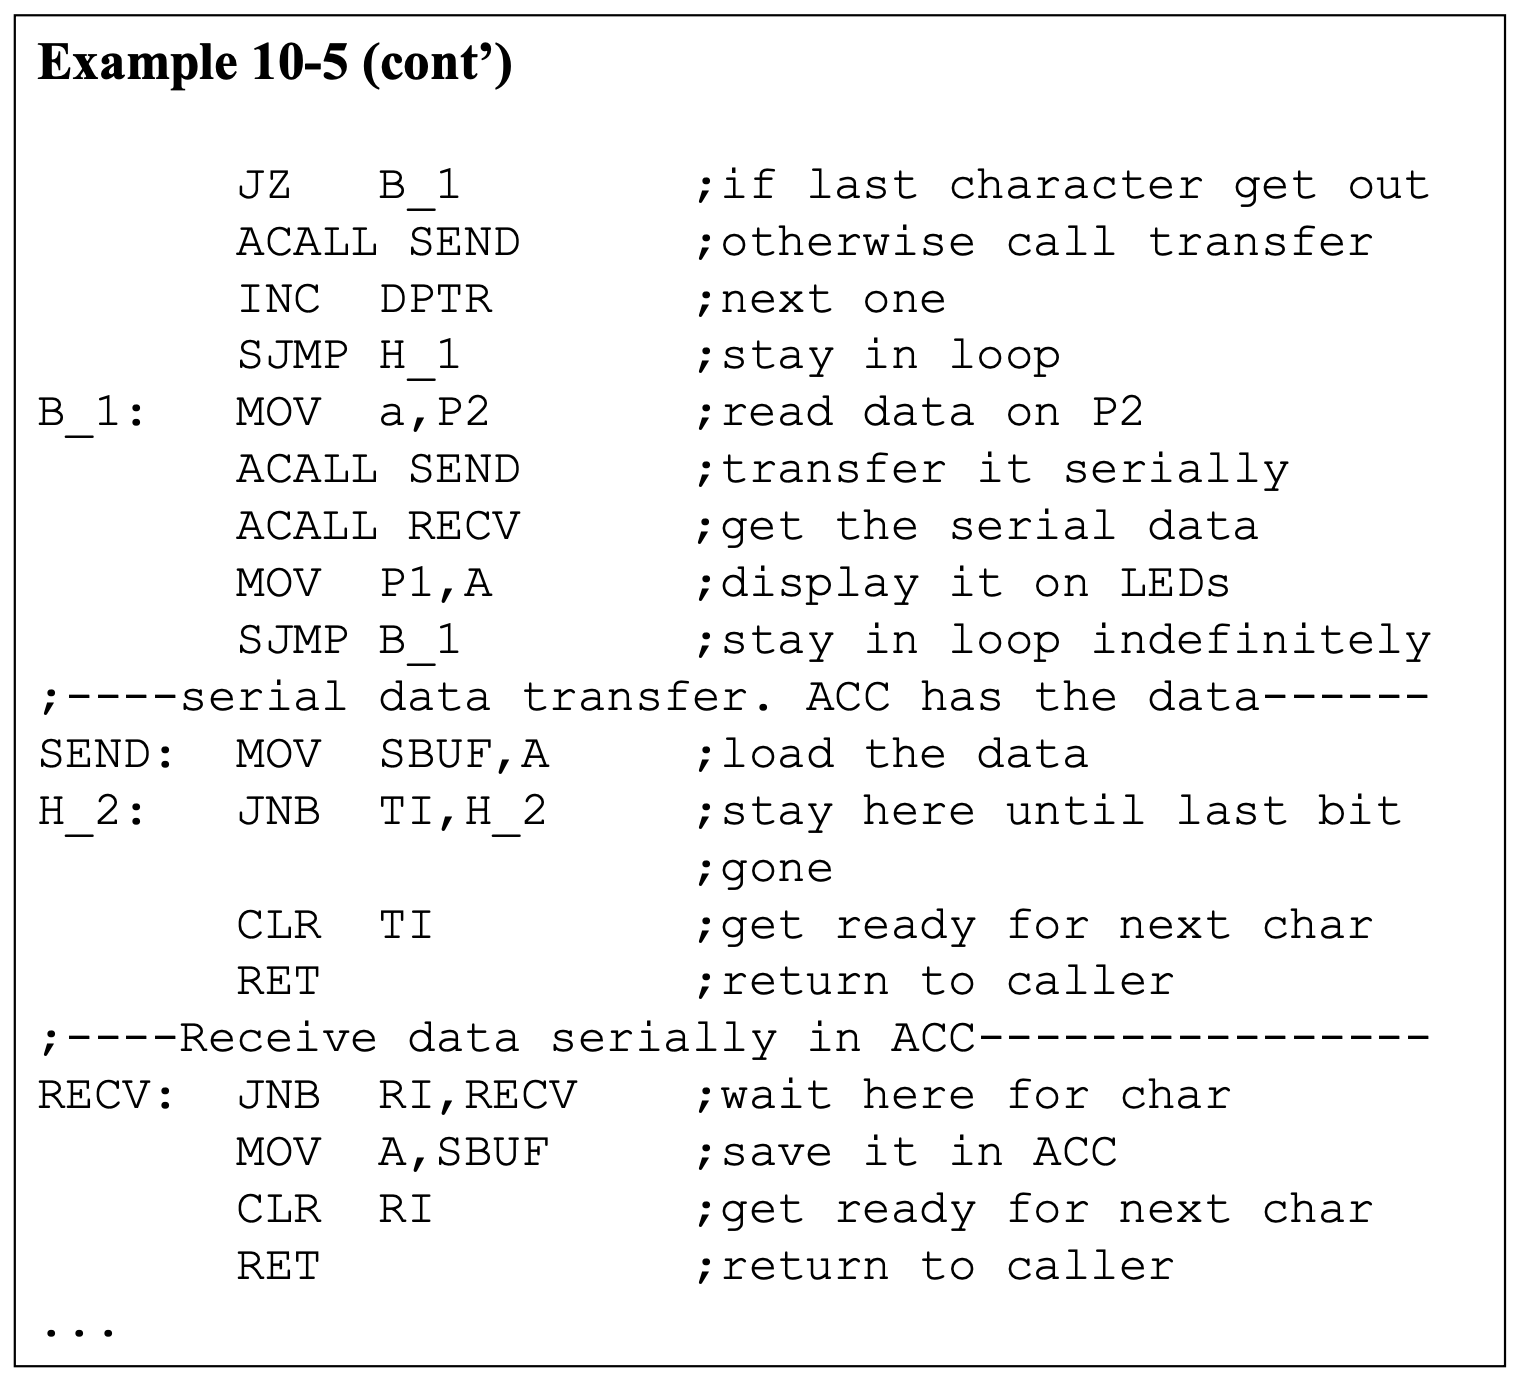 Example 10-5 (cont’)
JZ B_1 ;if last character get out
ACALL SEND ;otherwise call transfer
INC DPTR ;next one
SJMP H_1 ;stay in loop
B_1: MOV a,P2 ;read data on P2
ACALL SEND ;transfer it serially
ACALL RECV ;get the serial data
MOV P1,A ;display it on LEDs
SJMP B_1 ;stay in loop indefinitely
;----serial data transfer. ACC has the data------
SEND: MOV SBUF,A ;load the data
H_2: JNB TI,H_2 ;stay here until last bit
;gone
CLR TI ;get ready for next char
RET ;return to caller
;----Receive data serially in ACC----------------
RECV: JNB RI,RECV ;wait here for char
MOV A,SBUF ;save it in ACC
CLR RI ;get ready for next char
RET ;return to caller
...